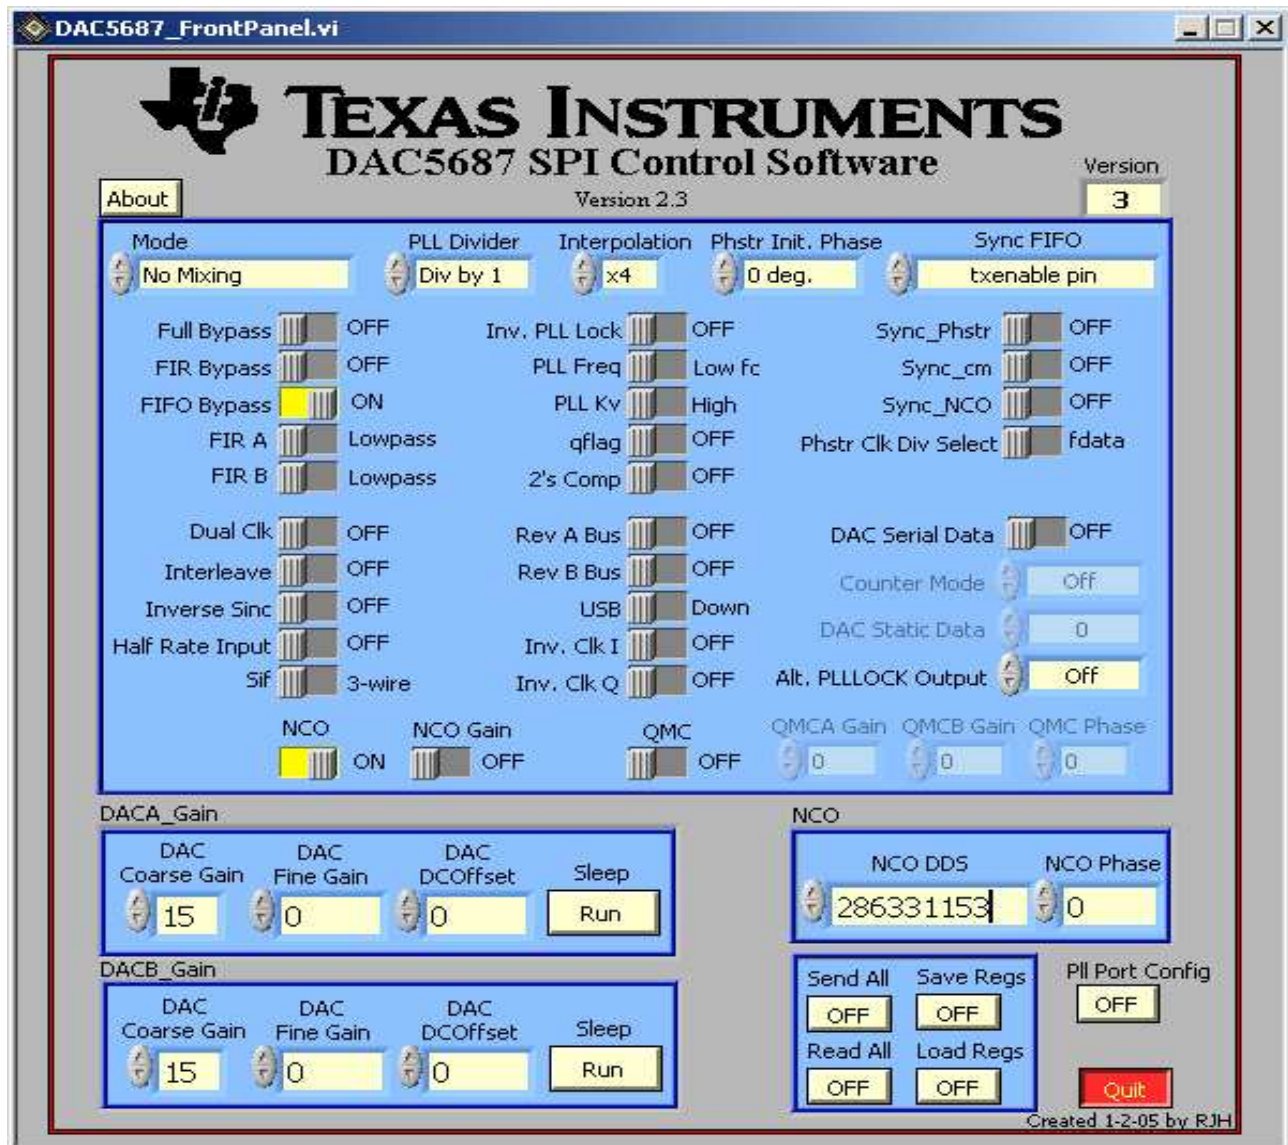 DAC5687_FrontPanel.vi
TEXAS INSTRUMENTS
DAC5687 SPI Control Software
Version 2.3
About
Version
3
Mode
No Mixing
PLL Divider
Div by 1
Interpolation
x4
Phstr Init. Phase
0 deg.
Sync FIFO
txenable pin
Full Bypass OFF
FIR Bypass OFF
FIFO Bypass ON
FIR A Lowpass
FIR B Lowpass
Dual Clk OFF
Interleave OFF
Inverse Sinc OFF
Half Rate Input OFF
Sif 3-wire
Inv. PLL Lock OFF
PLL Freq Low fc
PLL Kv High
qflag OFF
2's Comp OFF
Rev A Bus OFF
Rev B Bus OFF
USB Down
Inv. Clk I OFF
Inv. Clk Q OFF
Sync_Phstr OFF
Sync_cm OFF
Sync_NCO OFF
Phstr Clk Div Select fdata
DAC Serial Data OFF
Counter Mode Off
DAC Static Data 0
Alt. PLLLOCK Output Off
NCO
ON
NCO Gain
OFF
QMC
OFF
QMCA Gain
0
QMCB Gain
0
QMC Phase
0
DACA_Gain
DAC
Coarse Gain
15
DAC
Fine Gain
0
DAC
DCOffset
0
Sleep
Run
DACB_Gain
DAC
Coarse Gain
15
DAC
Fine Gain
0
DAC
DCOffset
0
Sleep
Run
NCO
NCO DDS
286331153
NCO Phase
0
Send All
OFF
Save Regs
OFF
Read All
OFF
Load Regs
OFF
Pll Port Config
OFF
Quit
Created 1-2-05 by RJH